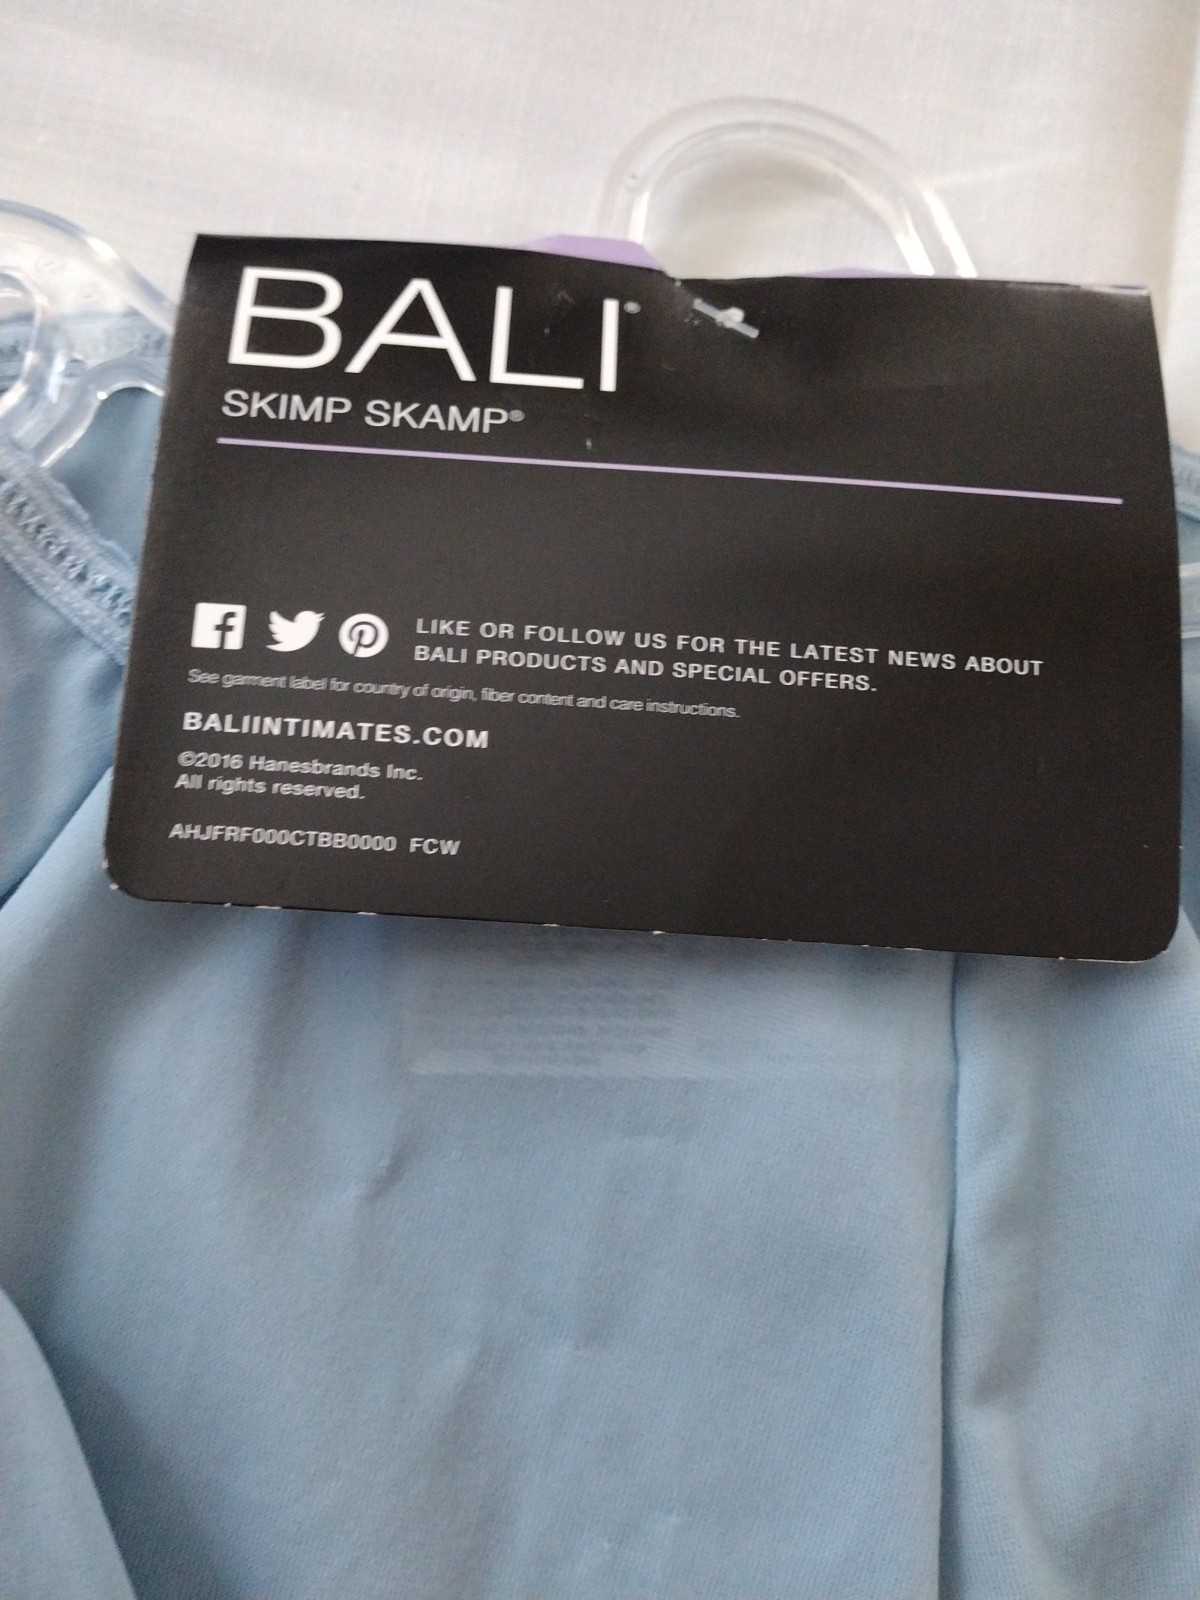 BALI®
SKIMP SKAMP®
LIKE OR FOLLOW US FOR THE LATEST NEWS ABOUT
BALI PRODUCTS AND SPECIAL OFFERS.
See garment label for country of origin, fiber content and care instructions.
BALIINTIMATES.COM
©2016 Hanesbrands Inc.
All rights reserved.
AHJFRF000CTBB0000 FCW